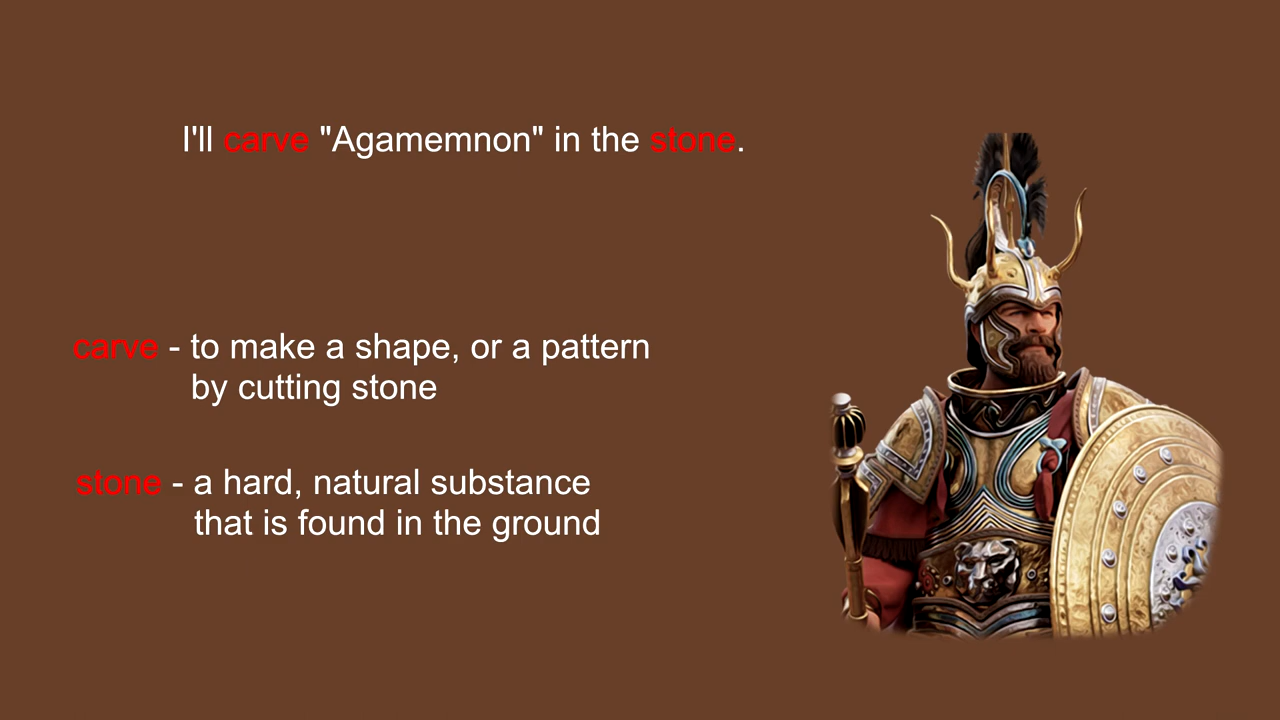 I'll carve "Agamemnon" in the stone.
carve - to make a shape, or a pattern
by cutting stone
stone - a hard, natural substance
that is found in the ground